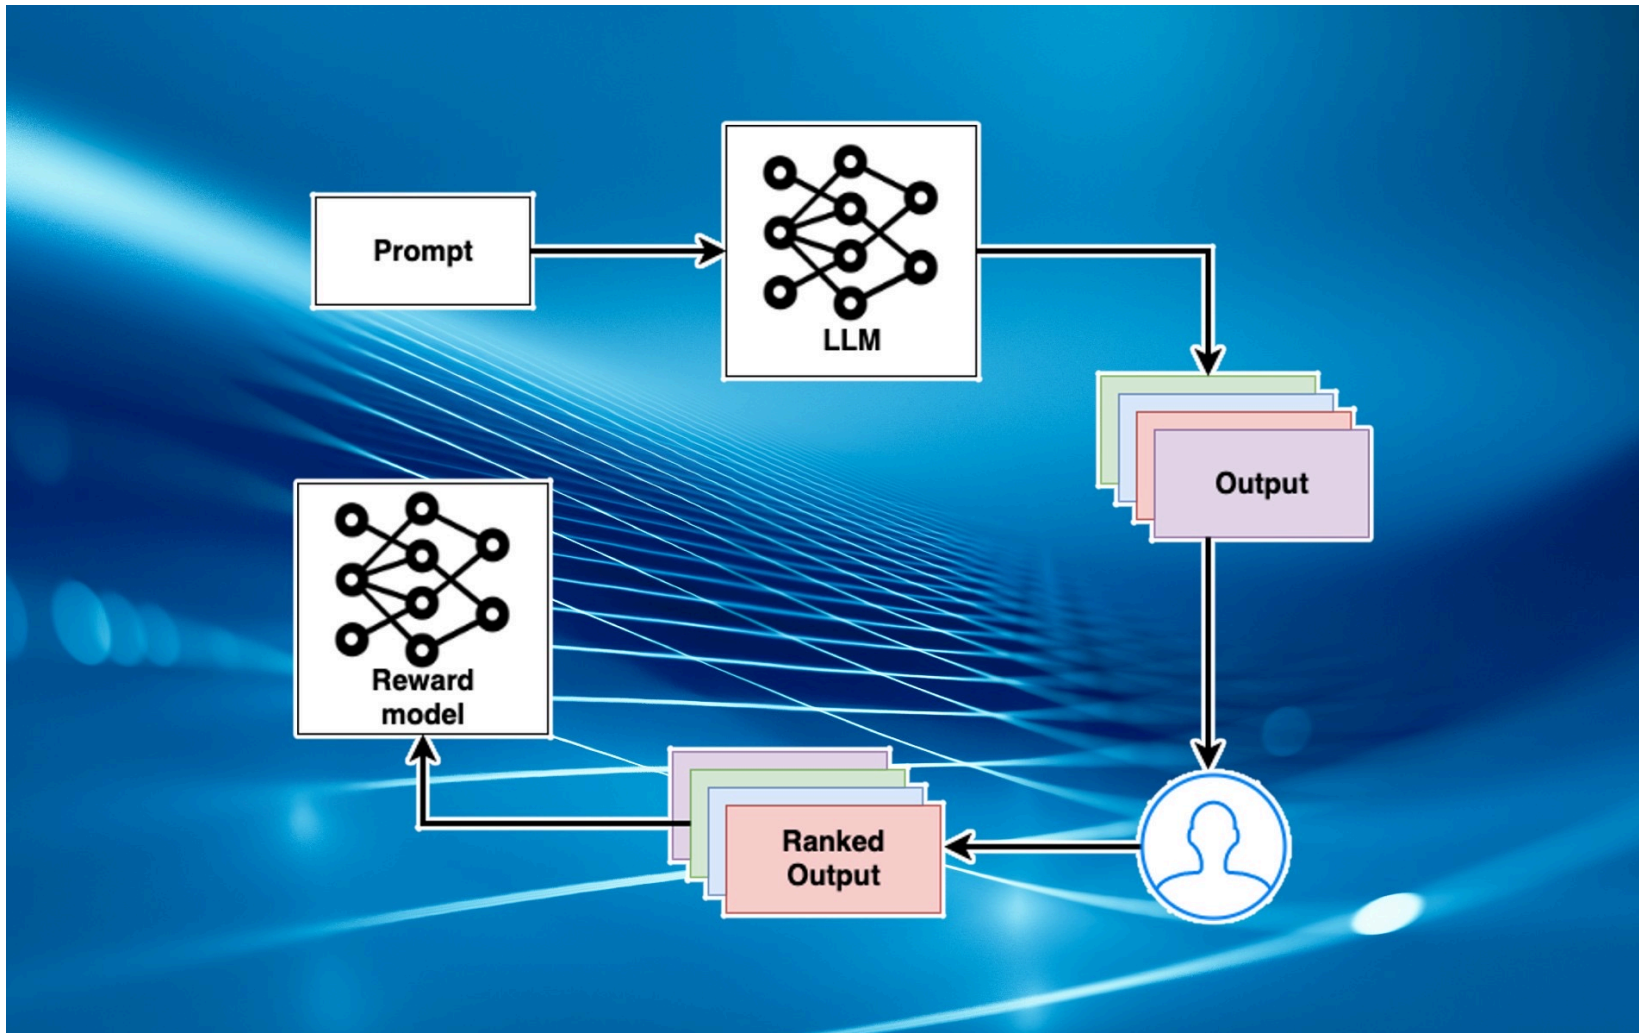 Prompt
LLM
Output
Reward
model
Ranked
Output